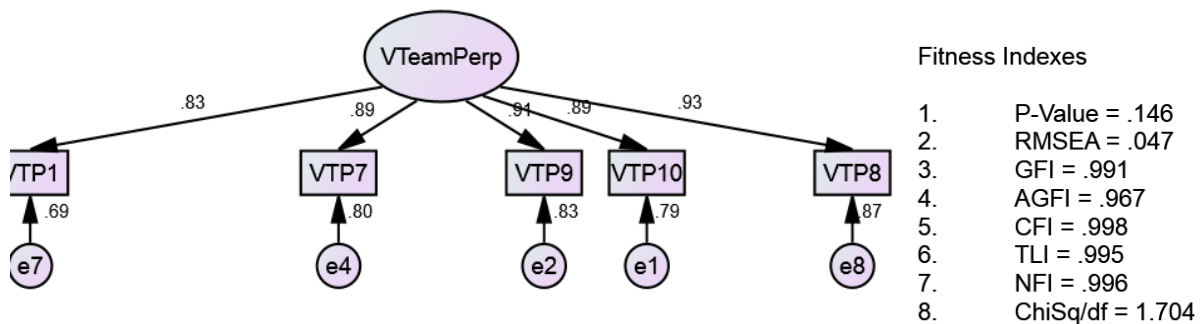 VTeamPerp
Fitness Indexes
.83
.89
.91
.89
.93
1. P-Value = .146
2. RMSEA = .047
3. GFI = .991
4. AGFI = .967
5. CFI = .998
6. TLI = .995
7. NFI = .996
8. ChiSq/df = 1.704
VTP1
VTP7
VTP9
VTP10
VTP8
.69
.80
.83
.79
.87
e7
e4
e2
e1
e8